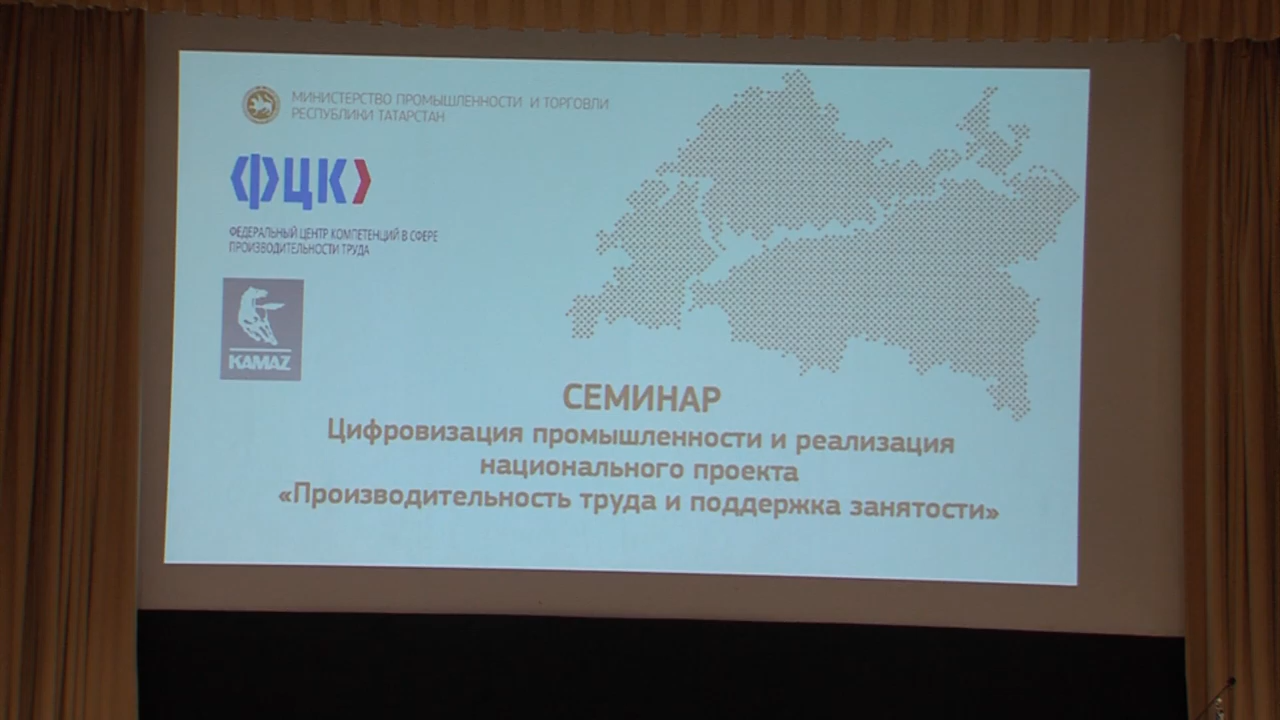 МИНИСТЕРСТВО ПРОМЫШЛЕННОСТИ И ТОРГОВЛИ
РЕСПУБЛИКИ ТАТАРСТАН
ФЦК
ФЕДЕРАЛЬНЫЙ ЦЕНТР КОМПЕТЕНЦИЙ В СФЕРЕ
ПРОИЗВОДИТЕЛЬНОСТИ ТРУДА
KAMAZ
СЕМИНАР
Цифровизация промышленности и реализация
национального проекта
«Производительность труда и поддержка занятости»